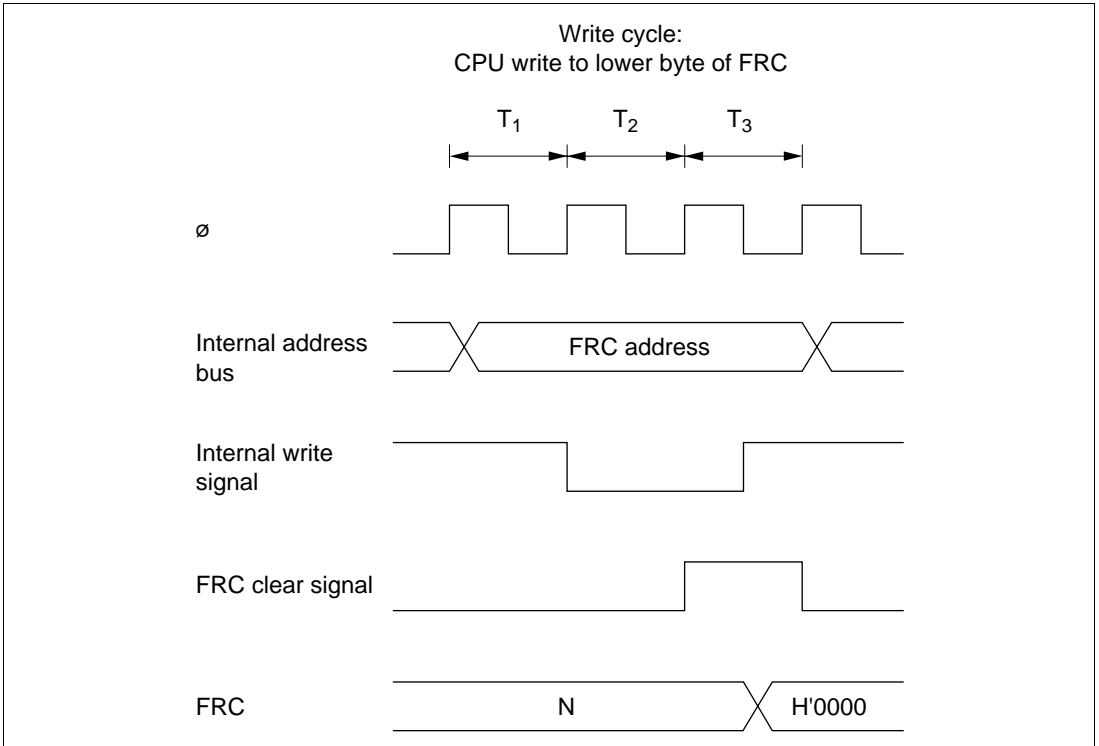 Write cycle:
CPU write to lower byte of FRC
T1 T2 T3
ø
Internal address
bus
FRC address
Internal write
signal
FRC clear signal
FRC N H'0000